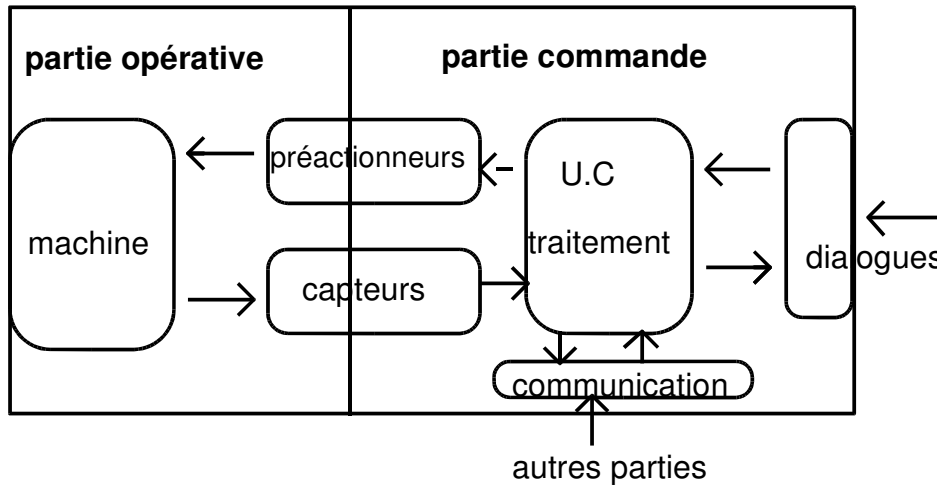 partie opérative
partie commande
préactionneurs
U.C
machine
traitement
dialogues
capteurs
communication
autres parties